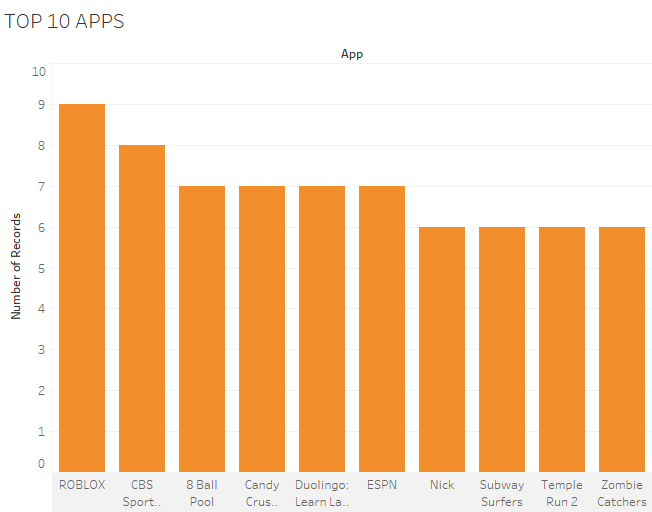 TOP 10 APPS
App
10
9
8
7
6
5
4
3
2
1
0
Number of Records
ROBLOX
CBS
Sport..
8 Ball
Pool
Candy
Crus..
Duolingo:
Learn La..
ESPN
Nick
Subway
Surfers
Temple
Run 2
Zombie
Catchers